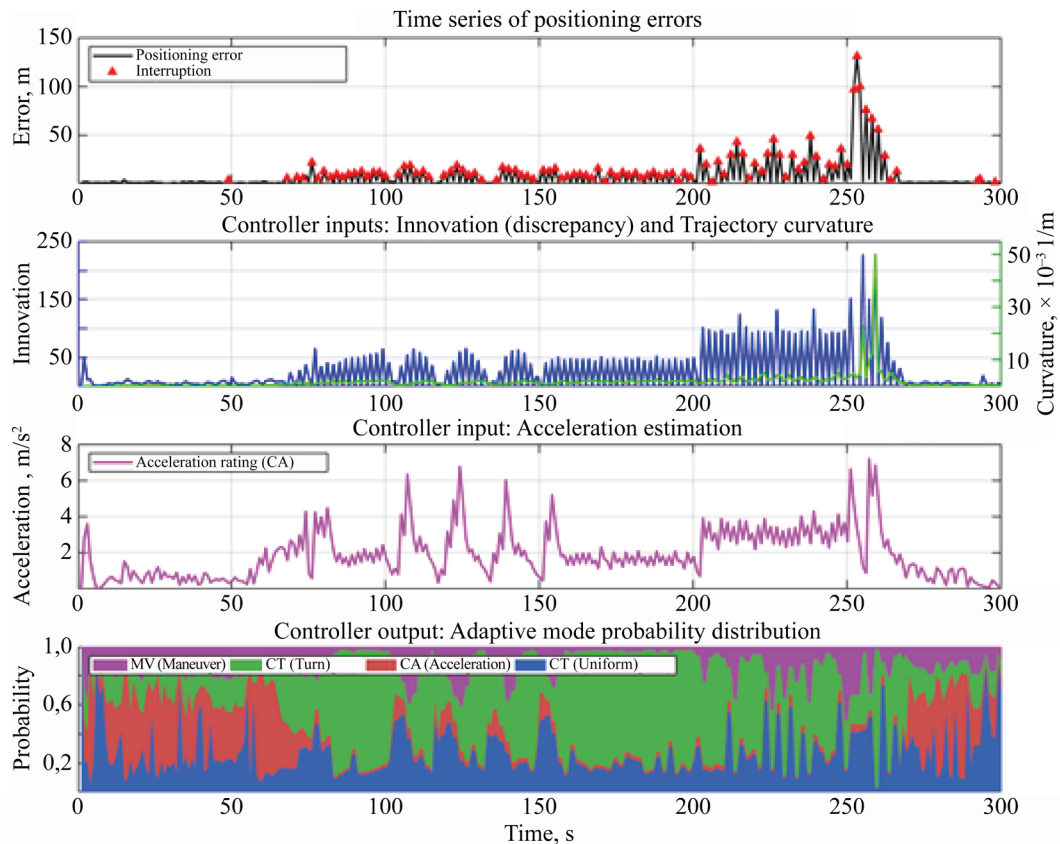 Time series of positioning errors
150
100
50
Error, m
Positioning error
Interruption
0 50 100 150 200 250 300
Controller inputs: Innovation (discrepancy) and Trajectory curvature
250
150
50
Innovation
50
30
10
Curvature, × 10⁻³ 1/m
0 50 100 150 200 250 300
Controller input: Acceleration estimation
8
6
4
2
Acceleration , m/s²
Acceleration rating (CA)
0 50 100 150 200 250 300
Controller output: Adaptive mode probability distribution
1,0
0,6
0,2
Probability
MV (Maneuver) CT (Turn) CA (Acceleration) CT (Uniform)
0 50 100 150 200 250 300
Time, s